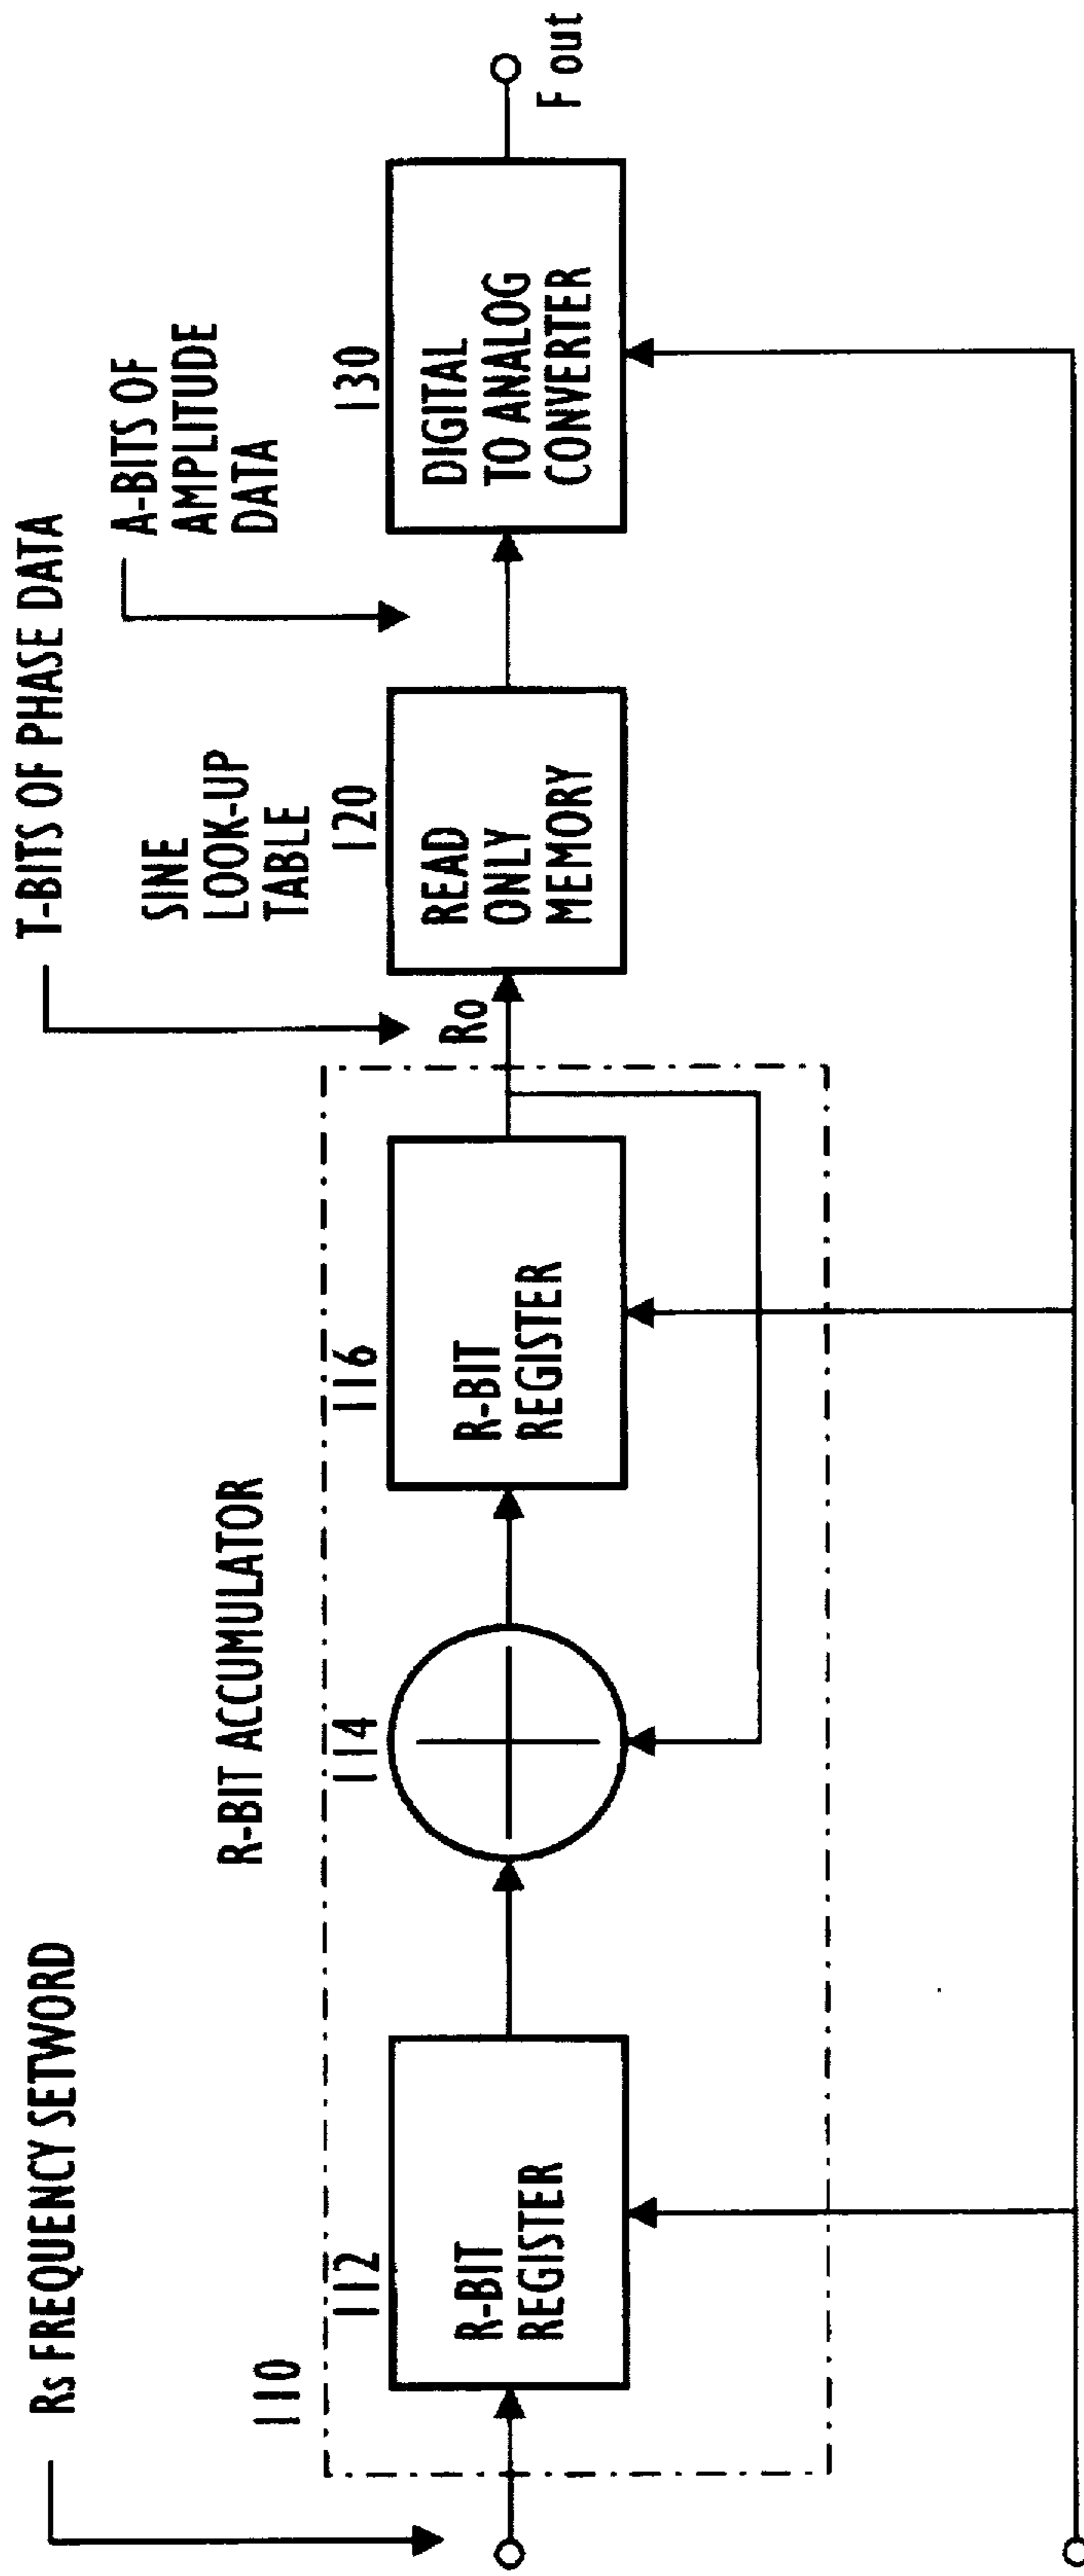 Rs FREQUENCY SETWORD
110
112
R-BIT
REGISTER
R-BIT ACCUMULATOR
114
116
R-BIT
REGISTER
T-BITS OF PHASE DATA
Ro
SINE
LOOK-UP
TABLE
120
READ
ONLY
MEMORY
A-BITS OF
AMPLITUDE
DATA
130
DIGITAL
TO ANALOG
CONVERTER
F out